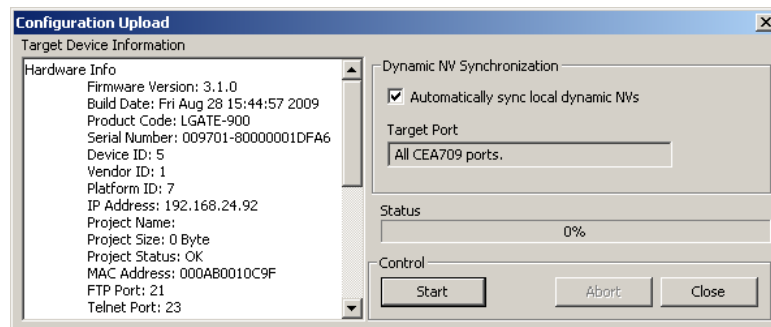 Configuration Upload
Target Device Information
Hardware Info
Firmware Version: 3.1.0
Build Date: Fri Aug 28 15:44:57 2009
Product Code: LGATE-900
Serial Number: 009701-80000001DFA6
Device ID: 5
Vendor ID: 1
Platform ID: 7
IP Address: 192.168.24.92
Project Name:
Project Size: 0 Byte
Project Status: OK
MAC Address: 000AB0010C9F
FTP Port: 21
Telnet Port: 23
Dynamic NV Synchronization
Automatically sync local dynamic NVs
Target Port
All CEA709 ports.
Status
0%
Control
Start
Abort
Close